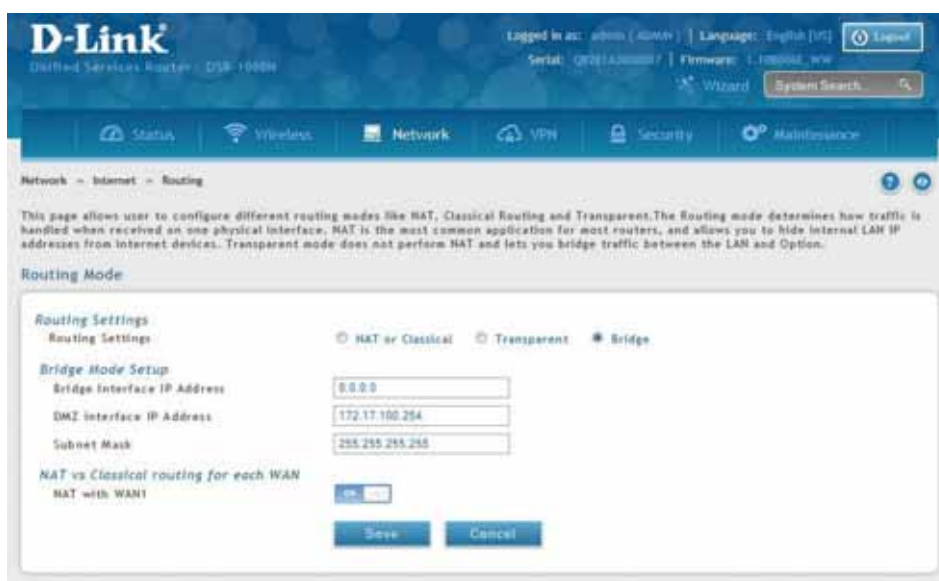 D-Link
Unified Services Router - DSR-1000N
Logged in as: admin ( ADMIN ) | Language: English [US]
Logout
Serial: | Firmware:
Wizard
System Search...
Status
Wireless
Network
VPN
Security
Maintenance
Network » Internet » Routing
This page allows user to configure different routing modes like NAT, Classical Routing and Transparent.The Routing mode determines how traffic is
handled when received on one physical interface. NAT is the most common application for most routers, and allows you to hide internal LAN IP
addresses from internet devices. Transparent mode does not perform NAT and lets you bridge traffic between the LAN and Option.
Routing Mode
Routing Settings
Routing Settings NAT or Classical Transparent Bridge
Bridge Mode Setup
Bridge Interface IP Address 0.0.0.0
DMZ Interface IP Address 172.17.100.254
Subnet Mask 255.255.255.255
NAT vs Classical routing for each WAN
NAT with WAN1 ON
Save Cancel